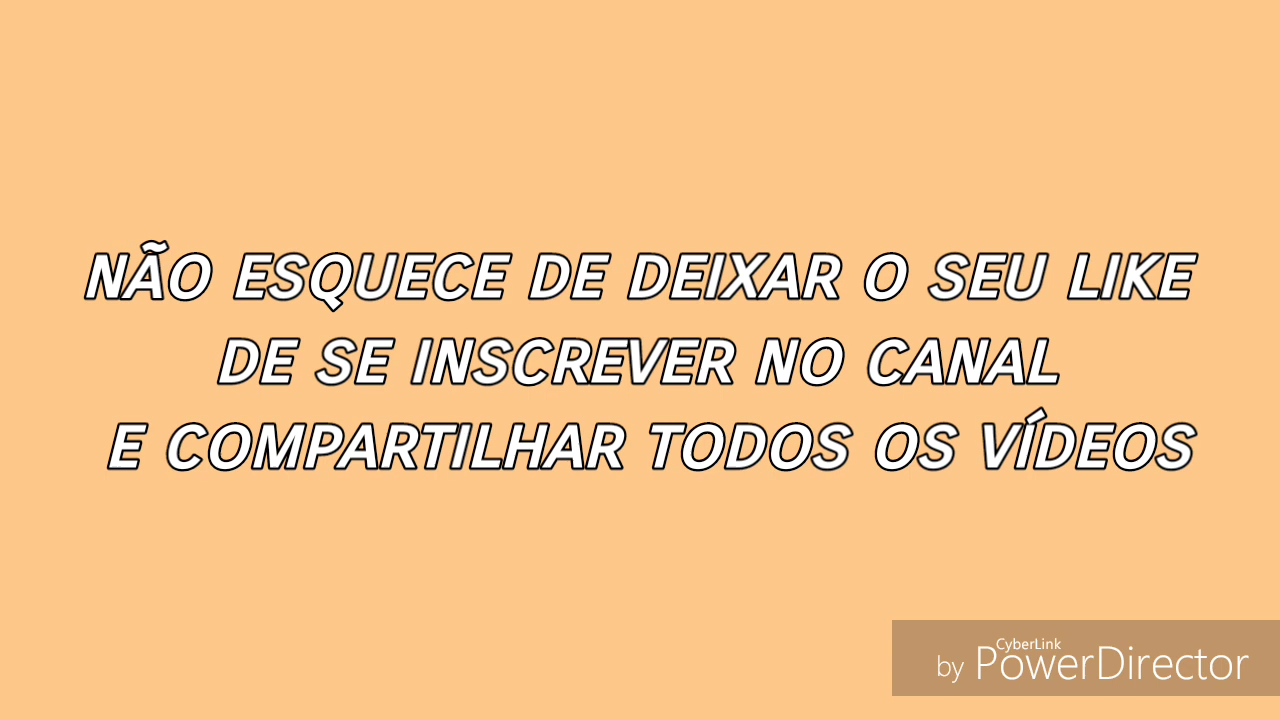 NÃO ESQUECE DE DEIXAR O SEU LIKE
DE SE INSCREVER NO CANAL
E COMPARTILHAR TODOS OS VÍDEOS
CyberLink
by PowerDirector